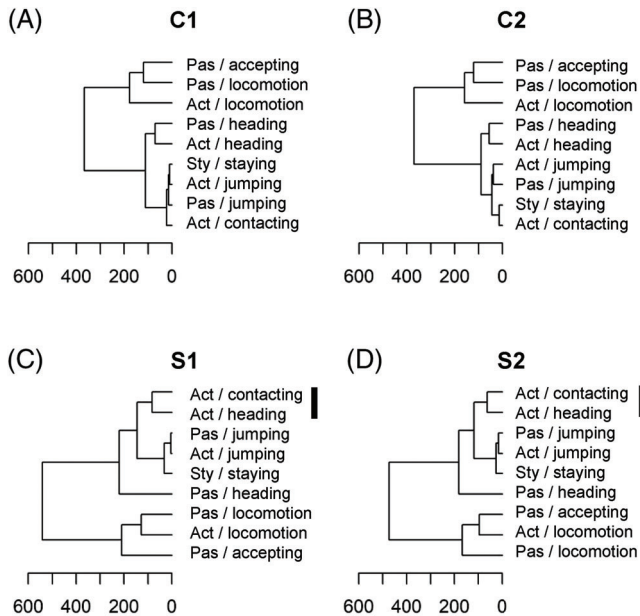 (A) C1
Pas / accepting
Pas / locomotion
Act / locomotion
Pas / heading
Act / heading
Sty / staying
Act / jumping
Pas / jumping
Act / contacting
600 400 200 0
(B) C2
Pas / accepting
Pas / locomotion
Act / locomotion
Pas / heading
Act / heading
Act / jumping
Pas / jumping
Sty / staying
Act / contacting
600 400 200 0
(C) S1
Act / contacting
Act / heading
Pas / jumping
Act / jumping
Sty / staying
Pas / heading
Pas / locomotion
Act / locomotion
Pas / accepting
600 400 200 0
(D) S2
Act / contacting
Act / heading
Pas / jumping
Act / jumping
Sty / staying
Pas / heading
Pas / accepting
Act / locomotion
Pas / locomotion
600 400 200 0